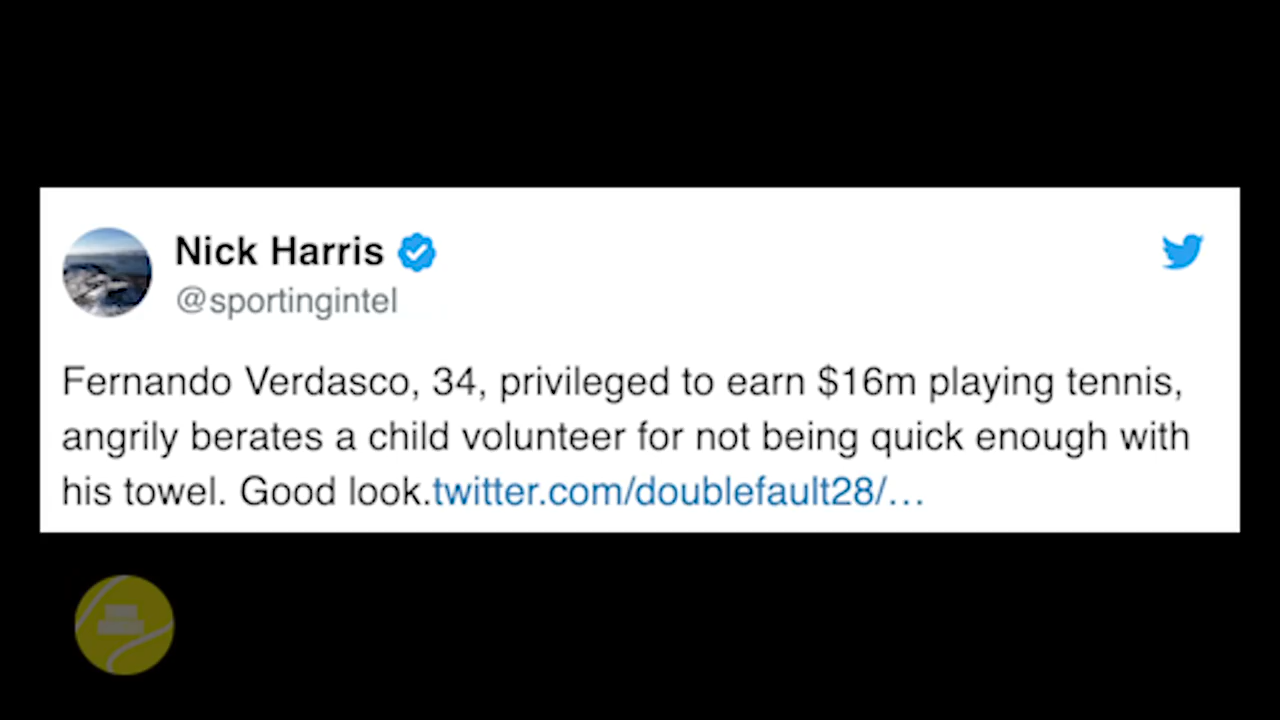 Nick Harris
@sportingintel
Fernando Verdasco, 34, privileged to earn $16m playing tennis,
angrily berates a child volunteer for not being quick enough with
his towel. Good look.twitter.com/doublefault28/…